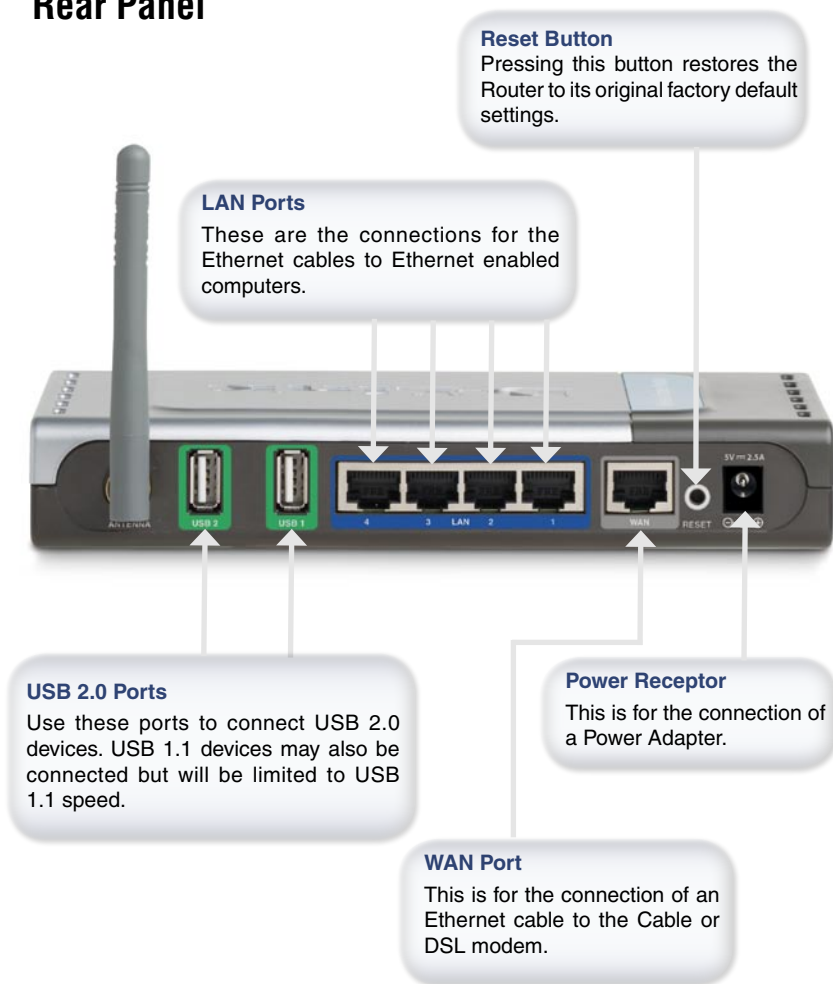 Rear Panel
Reset Button
Pressing this button restores the
Router to its original factory default
settings.
LAN Ports
These are the connections for the
Ethernet cables to Ethernet enabled
computers.
5V⎓2.5A
ANTENNA
USB 2
USB 1
4
3
LAN
2
1
WAN
RESET
USB 2.0 Ports
Use these ports to connect USB 2.0
devices. USB 1.1 devices may also be
connected but will be limited to USB
1.1 speed.
Power Receptor
This is for the connection of
a Power Adapter.
WAN Port
This is for the connection of an
Ethernet cable to the Cable or
DSL modem.